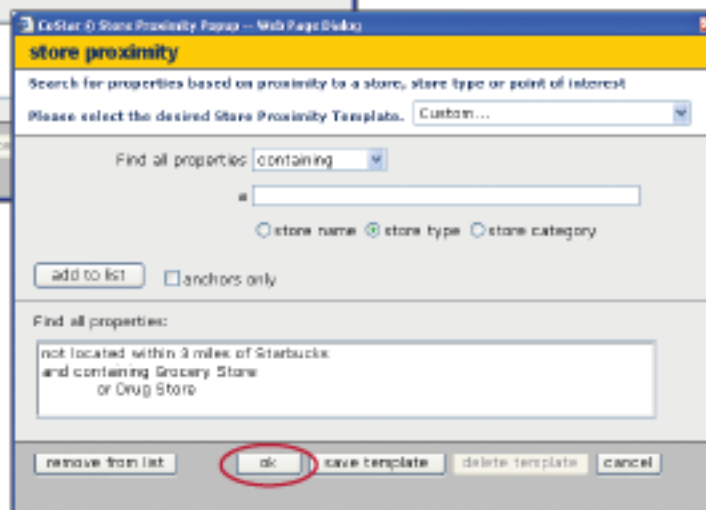 CoStar © Store Proximity Popup -- Web Page Dialog
store proximity
Search for properties based on proximity to a store, store type or point of interest
Please select the desired Store Proximity Template. Custom...
Find all properties containing
a
store name store type store category
add to list anchors only
Find all properties:
not located within 3 miles of Starbucks
and containing Grocery Store
or Drug Store
remove from list ok save template delete template cancel